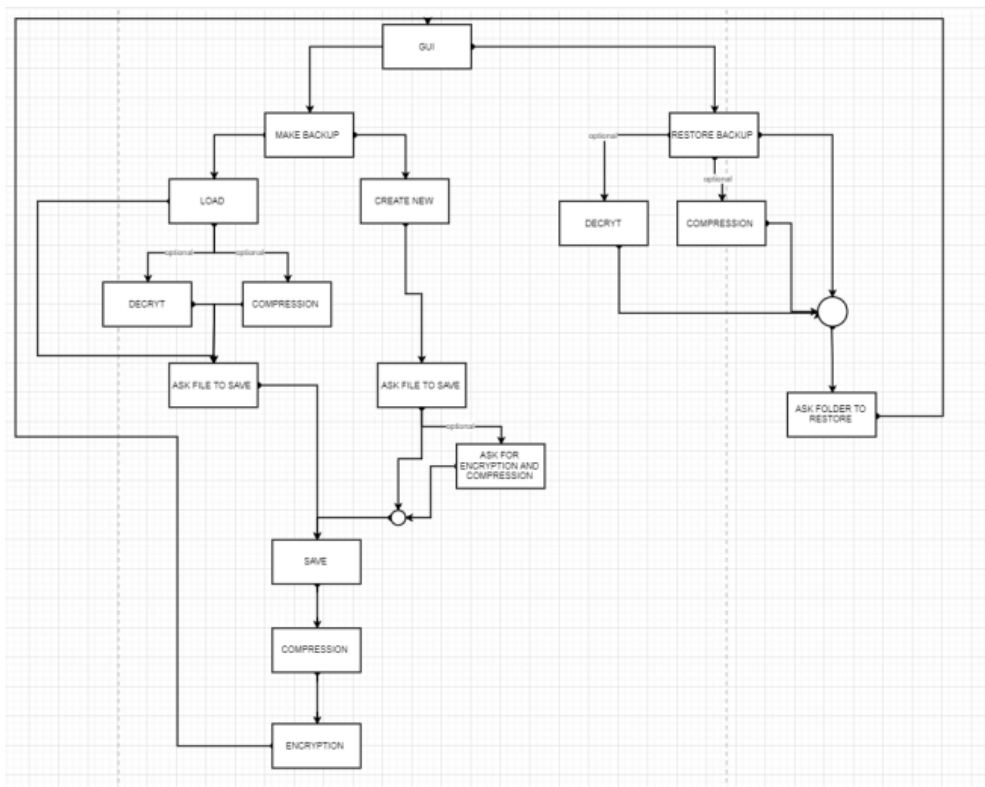 GUI
MAKE BACKUP
RESTORE BACKUP
optional
optional
LOAD
CREATE NEW
DECRYT
COMPRESSION
optional
optional
DECRYT
COMPRESSION
ASK FILE TO SAVE
ASK FILE TO SAVE
ASK FOLDER TO
RESTORE
optional
ASK FOR
ENCRYPTION AND
COMPRESSION
SAVE
COMPRESSION
ENCRYPTION